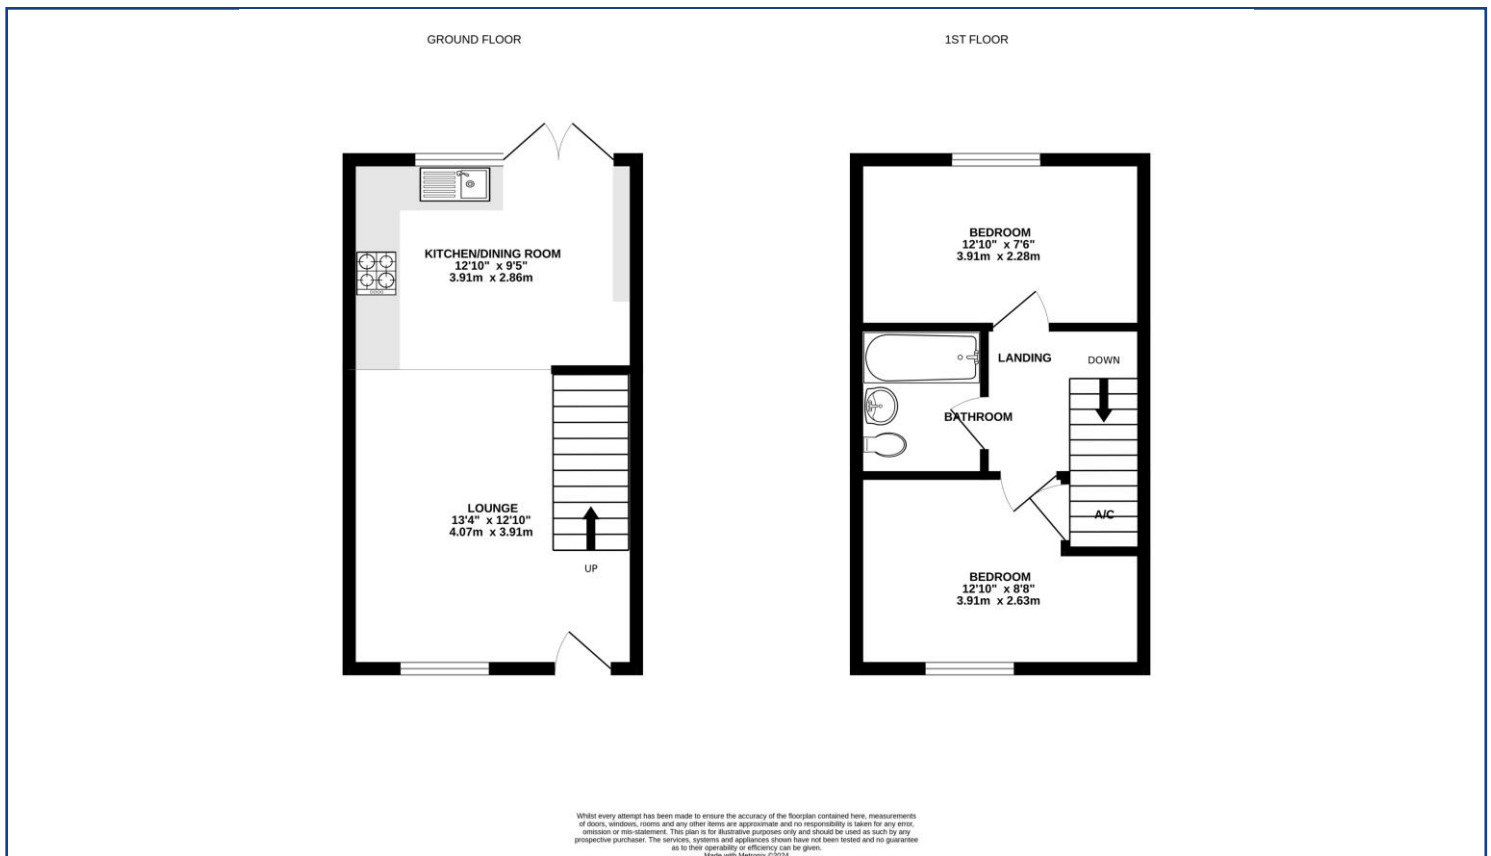 GROUND FLOOR
1ST FLOOR
KITCHEN/DINING ROOM
12'10" x 9'5"
3.91m x 2.86m
LOUNGE
13'4" x 12'10"
4.07m x 3.91m
UP
BEDROOM
12'10" x 7'6"
3.91m x 2.28m
LANDING
DOWN
BATHROOM
A/C
BEDROOM
12'10" x 8'8"
3.91m x 2.63m
Whilst every attempt has been made to ensure the accuracy of the floorplan contained here, measurements
of doors, windows, rooms and any other items are approximate and no responsibility is taken for any error,
omission or mis-statement. This plan is for illustrative purposes only and should be used as such by any
prospective purchaser. The services, systems and appliances shown have not been tested and no guarantee
as to their operability or efficiency can be given.
Made with Metropix ©2024